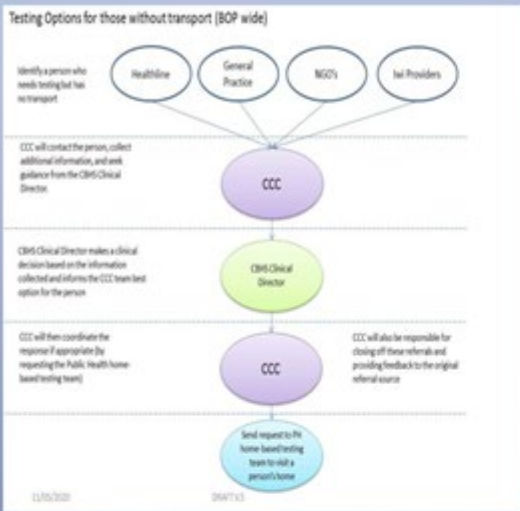 Testing Options for those without transport (BOP wide)
Identify a person who
needs testing but has
no transport
Healthline
General
Practice
NGO's
Iwi Providers
CCC will contact the person, collect
additional information, and seek
guidance from the CBHS Clinical
Director.
CCC
CBHS Clinical Director makes a clinical
decision based on the information
collected and informs the CCC team best
option for the person
CBHS Clinical
Director
CCC will then coordinate the
response if appropriate (by
requesting the Public Health home-
based testing team)
CCC
CCC will also be responsible for
closing off these referrals and
providing feedback to the original
referral source
Send request to PH
home-based testing
team to visit a
person's home
DRAFT